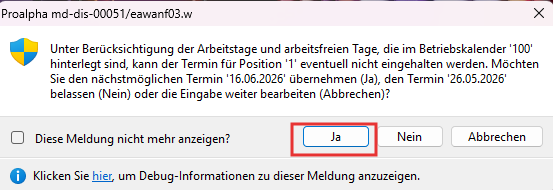 Proalpha md-dis-00051/eawanf03.w
Unter Berücksichtigung der Arbeitstage und arbeitsfreien Tage, die im Betriebskalender '100'
hinterlegt sind, kann der Termin für Position '1' eventuell nicht eingehalten werden. Möchten
Sie den nächstmöglichen Termin '16.06.2026' übernehmen (Ja), den Termin '26.05.2026'
belassen (Nein) oder die Eingabe weiter bearbeiten (Abbrechen)?
Diese Meldung nicht mehr anzeigen?
Ja
Nein
Abbrechen
Klicken Sie hier, um Debug-Informationen zu dieser Meldung anzuzeigen.